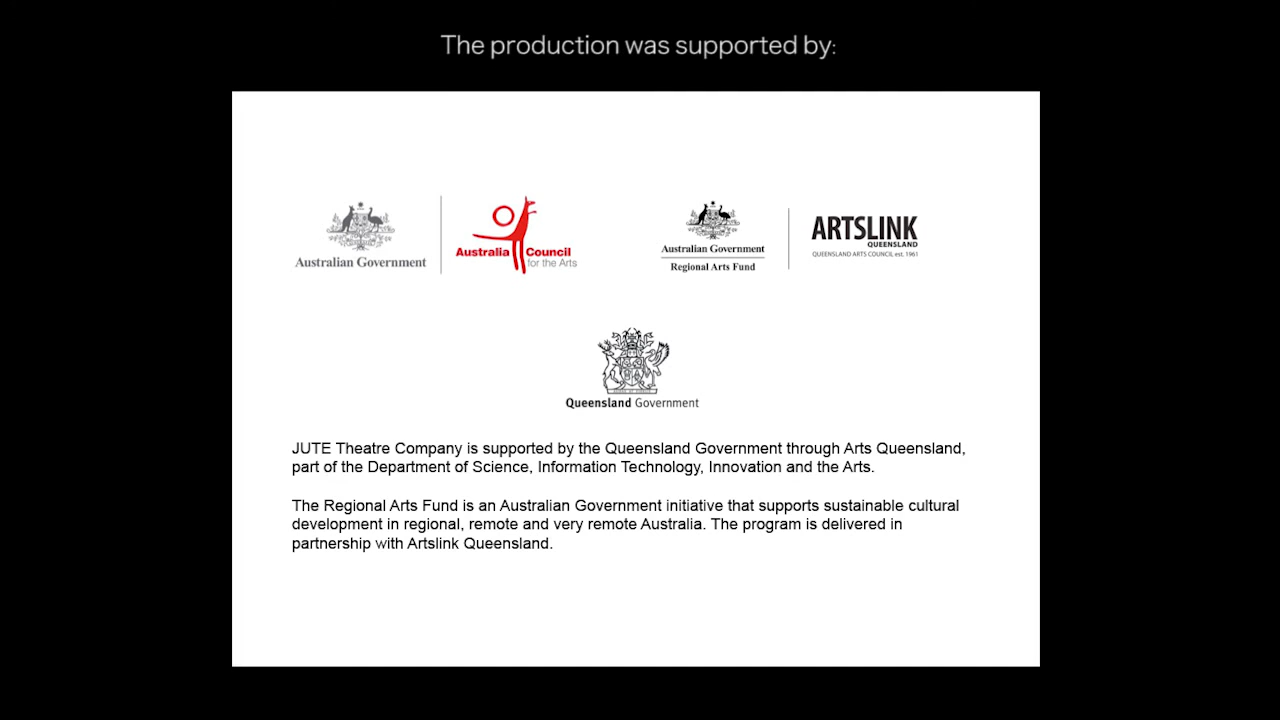 The production was supported by:
Australian Government
Australia Council
for the Arts
Australian Government
Regional Arts Fund
ARTSLINK
QUEENSLAND
QUEENSLAND ARTS COUNCIL est. 1961
Queensland Government
JUTE Theatre Company is supported by the Queensland Government through Arts Queensland,
part of the Department of Science, Information Technology, Innovation and the Arts.
The Regional Arts Fund is an Australian Government initiative that supports sustainable cultural
development in regional, remote and very remote Australia. The program is delivered in
partnership with Artslink Queensland.